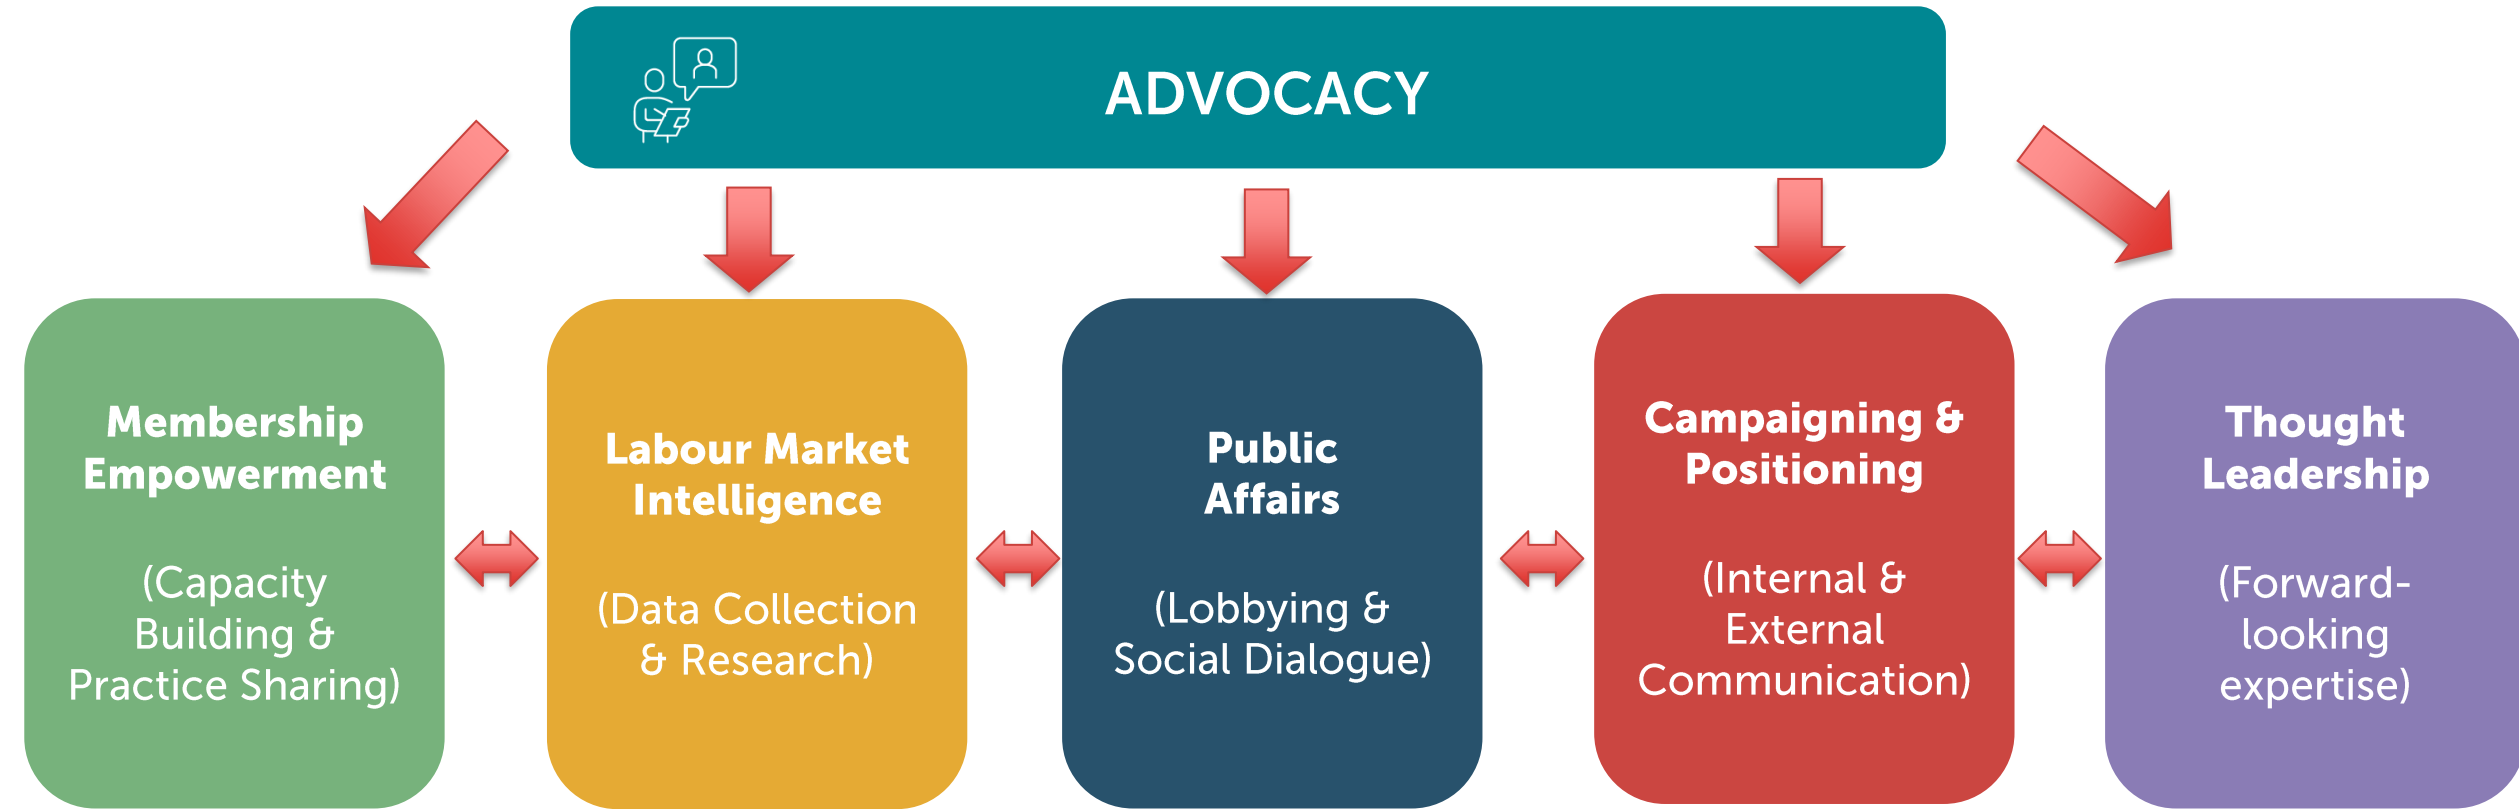 ADVOCACY
Membership
Empowerment
(Capacity
Building &
Practice Sharing)
Labour Market
Intelligence
(Data Collection
& Research)
Public
Affairs
(Lobbying &
Social Dialogue)
Campaigning &
Positioning
(Internal &
External
Communication)
Thought
Leadership
(Forward-
looking
expertise)